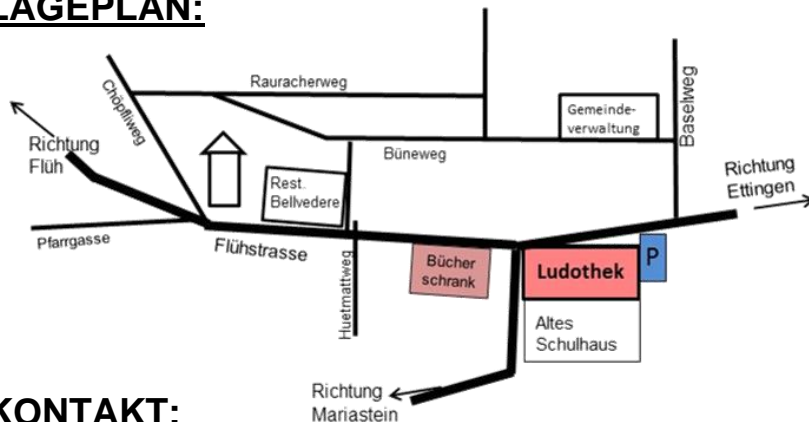 LAGEPLAN:
Rauracherweg
Chöpfliweg
Gemeinde-
verwaltung
Baselweg
Richtung
Flüh
Büneweg
Richtung
Ettingen
Rest.
Bellvedere
Pfarrgasse
Flühstrasse
Huetmattweg
Bücher
schrank
Ludothek
P
Altes
Schulhaus
Richtung
Mariastein
KONTAKT: